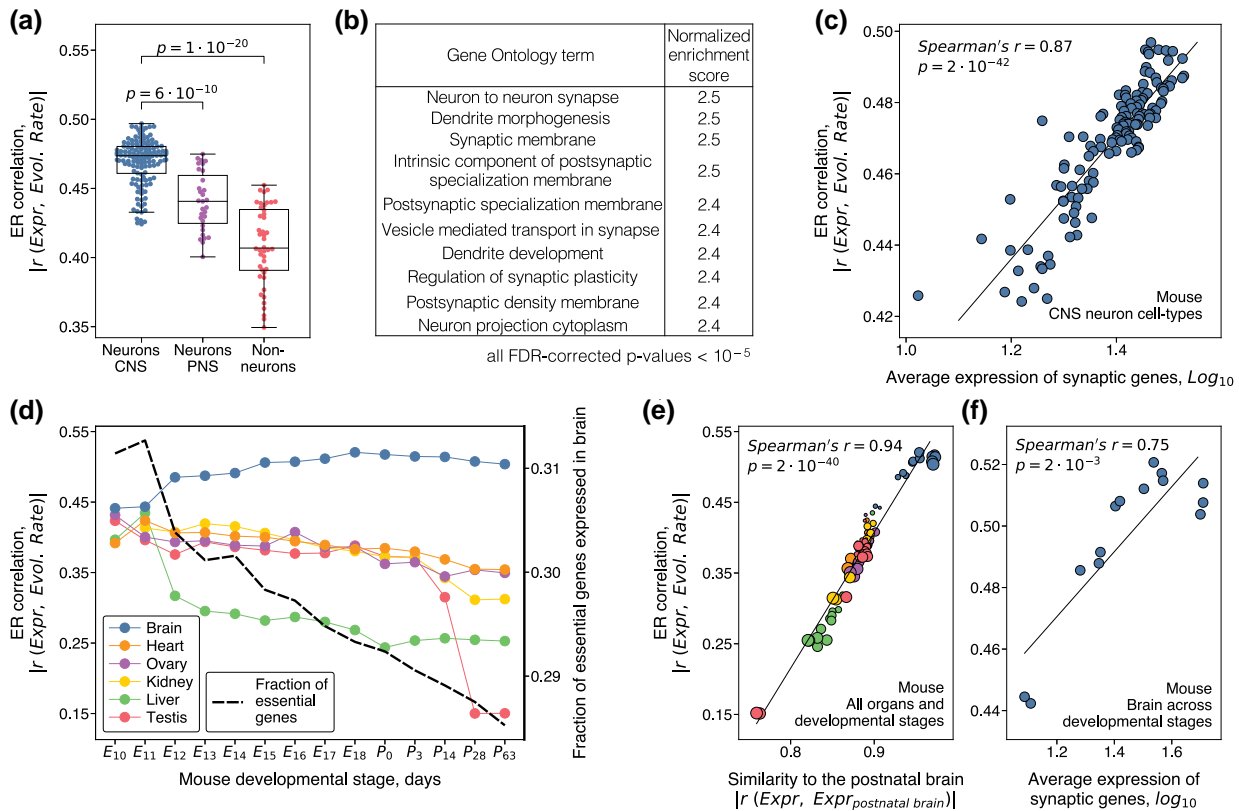 (a)
0.55
0.50
0.45
0.40
0.35
ER correlation,
|r (Expr, Evol. Rate)|
p = 1 · 10⁻²⁰
p = 6 · 10⁻¹⁰
Neurons CNS
Neurons PNS
Non-neurons
(b)
Gene Ontology term
Normalized enrichment score
Neuron to neuron synapse 2.5
Dendrite morphogenesis 2.5
Synaptic membrane 2.5
Intrinsic component of postsynaptic
specialization membrane 2.5
Postsynaptic specialization membrane 2.4
Vesicle mediated transport in synapse 2.4
Dendrite development 2.4
Regulation of synaptic plasticity 2.4
Postsynaptic density membrane 2.4
Neuron projection cytoplasm 2.4
all FDR-corrected p-values < 10⁻⁵
(c)
0.50
0.48
0.46
0.44
0.42
ER correlation,
|r (Expr, Evol. Rate)|
Spearman's r = 0.87
p = 2 · 10⁻⁴²
Mouse
CNS neuron cell-types
1.0 1.2 1.4
Average expression of synaptic genes, Log₁₀
(d)
0.55
0.45
0.35
0.25
0.15
ER correlation,
|r (Expr, Evol. Rate)|
Brain
Heart
Ovary
Kidney
Liver
Testis
Fraction of
essential
genes
0.31
0.30
0.29
Fraction of essential genes expressed in brain
E₁₀ E₁₁ E₁₂ E₁₃ E₁₄ E₁₅ E₁₆ E₁₇ E₁₈ P₀ P₃ P₁₄ P₂₈ P₆₃
Mouse developmental stage, days
(e)
0.55
0.45
0.35
0.25
0.15
ER correlation,
|r (Expr, Evol. Rate)|
Spearman's r = 0.94
p = 2 · 10⁻⁴⁰
Mouse
All organs and
developmental stages
0.8 0.9
Similarity to the postnatal brain
|r (Expr, Expr_postnatal brain)|
(f)
0.52
0.50
0.48
0.46
0.44
Spearman's r = 0.75
p = 2 · 10⁻³
Mouse
Brain across
developmental stages
1.2 1.4 1.6
Average expression of
synaptic genes, log₁₀